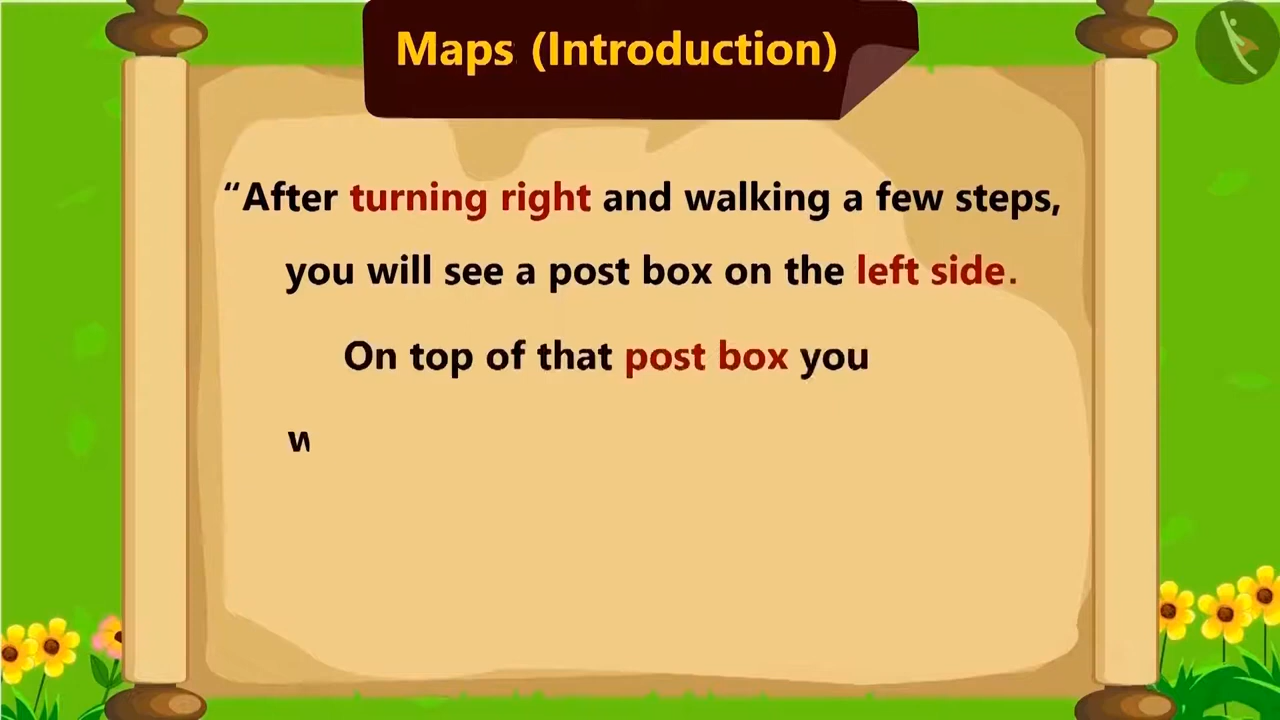 Maps (Introduction)
“After turning right and walking a few steps,
you will see a post box on the left side.
On top of that post box you